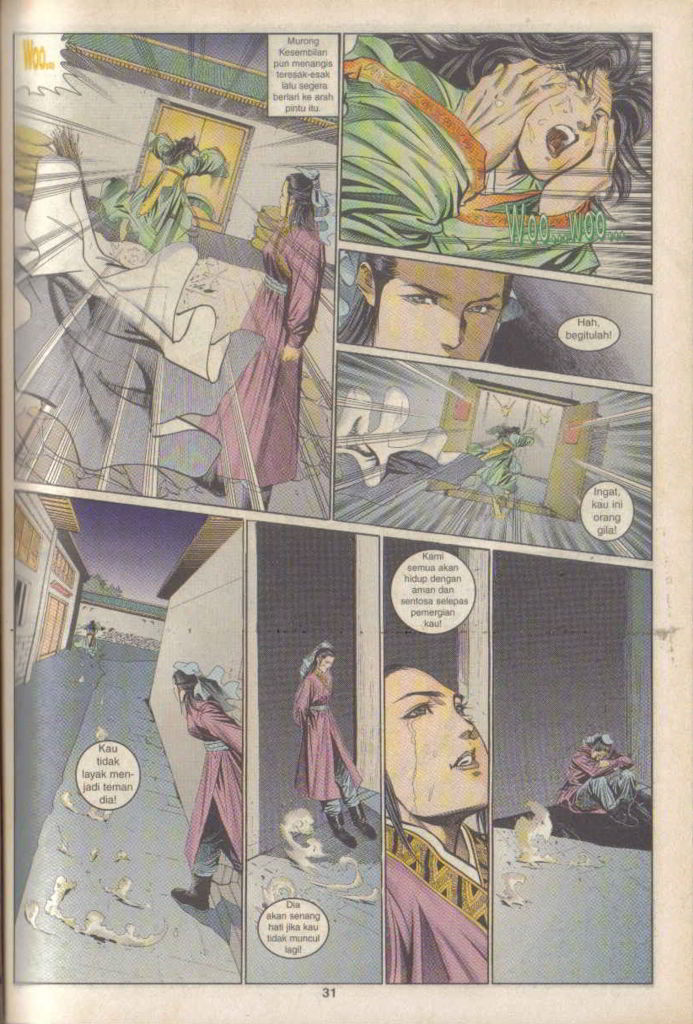 Woo...
Murong
Kesembilan
pun menangis
teresak-esak
lalu segera
berlari ke arah
pintu itu.
Woo...woo...
Hah,
begitulah!
Ingat,
kau ini
orang
gila!
Kau
tidak
layak men-
jadi teman
dia!
Dia
akan senang
hati jika kau
tidak muncul
lagi!
Kami
semua akan
hidup dengan
aman dan
sentosa selepas
pemergian
kau!
31